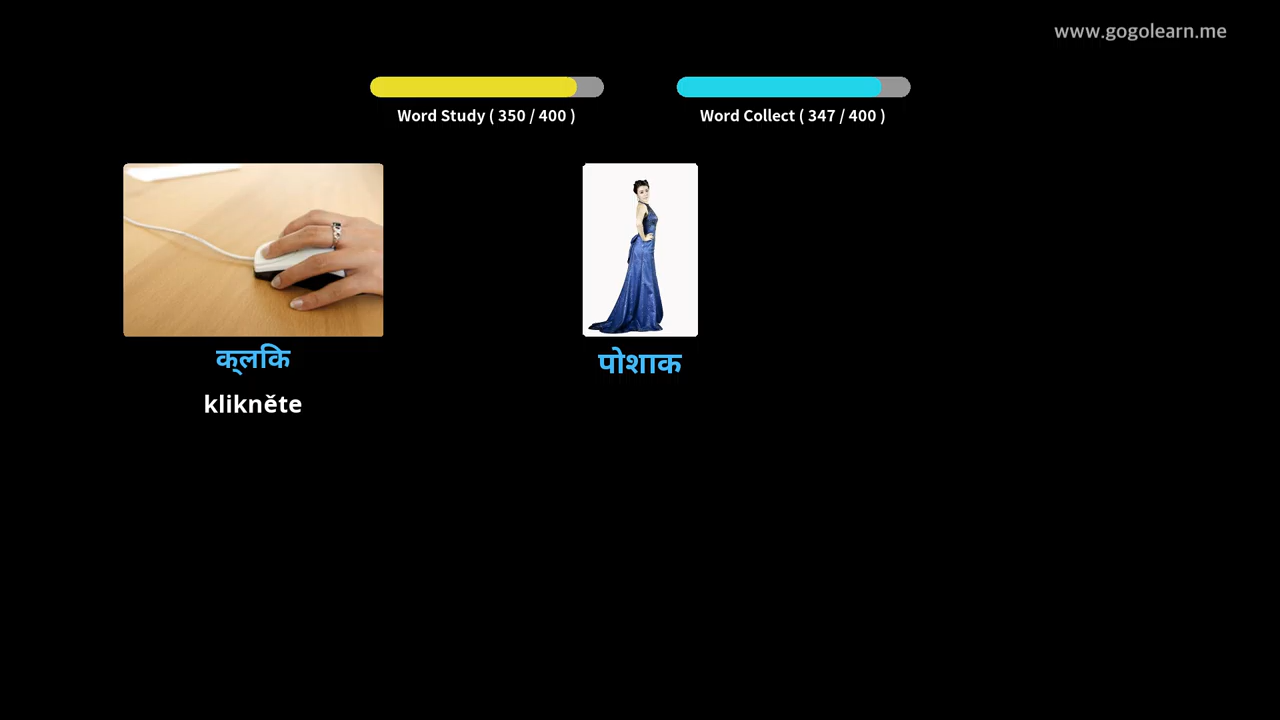 www.gogolearn.me
Word Study ( 350 / 400 )
Word Collect ( 347 / 400 )
क्लकि
klikněte
पोशाक